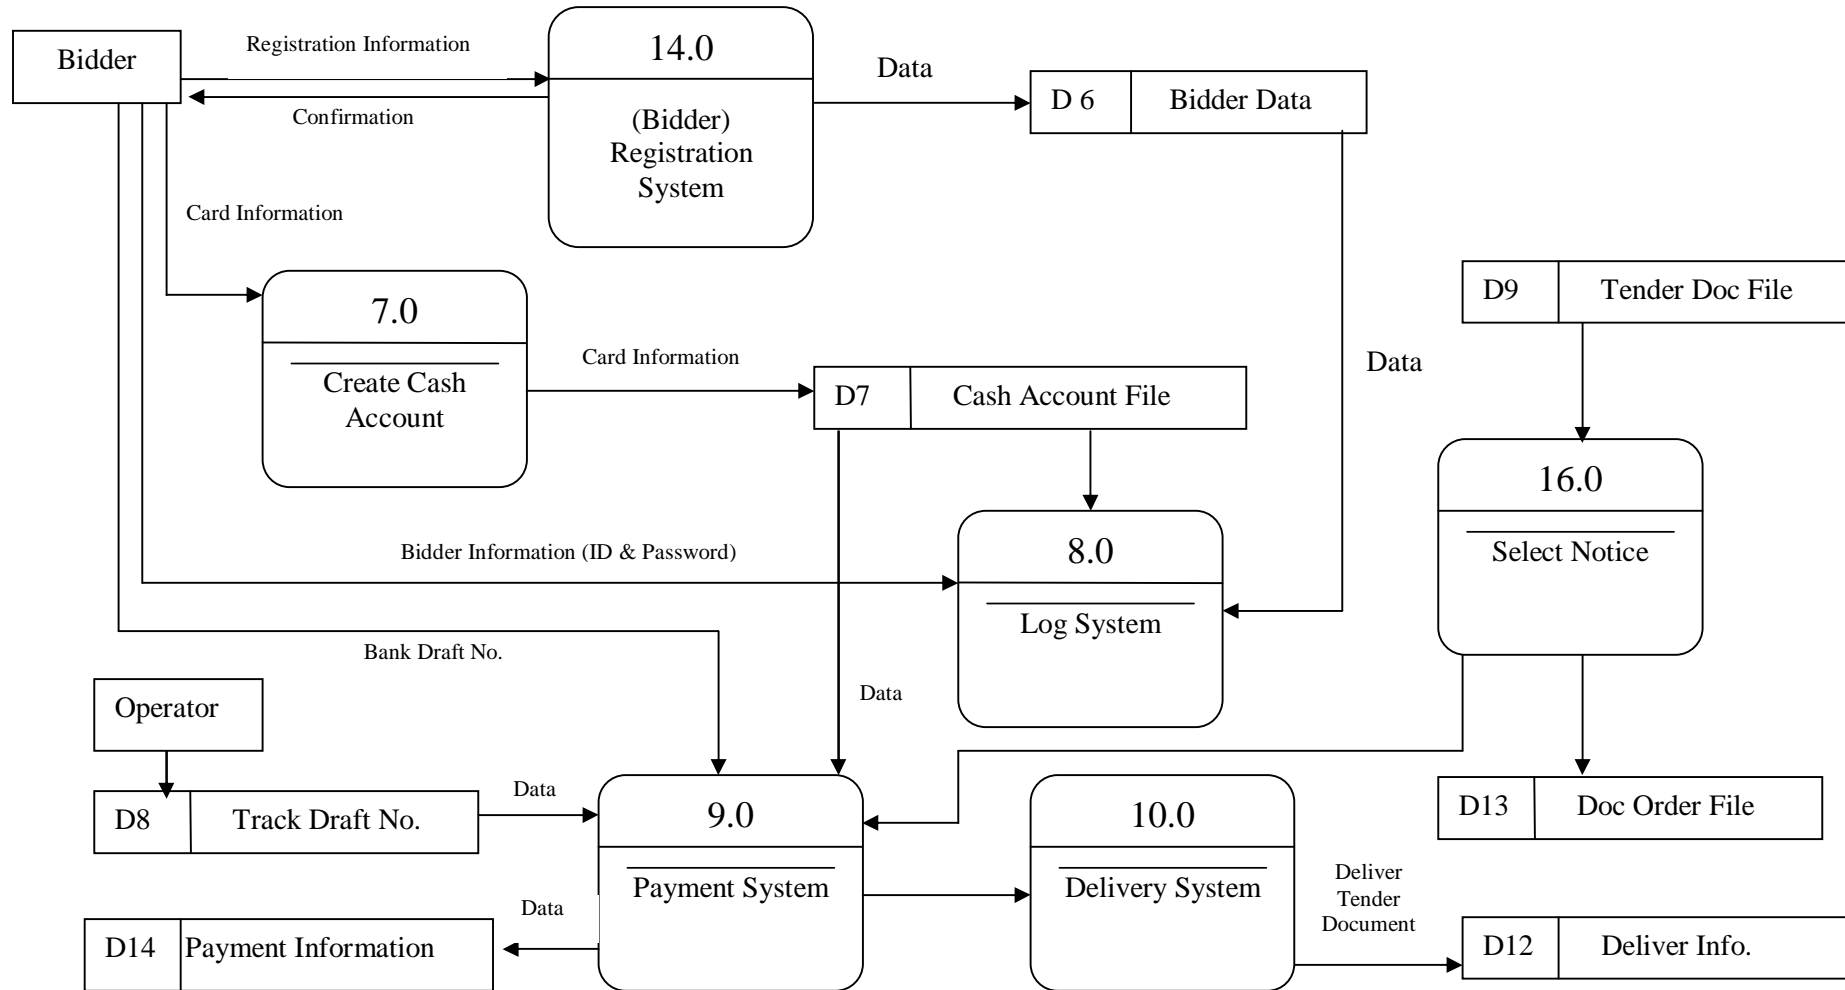 Bidder
Registration Information
Confirmation
14.0
(Bidder)
Registration
System
Data
D 6
Bidder Data
Card Information
7.0
Create Cash
Account
Card Information
D7
Cash Account File
Data
D9
Tender Doc File
16.0
Select Notice
Bidder Information (ID & Password)
8.0
Log System
Bank Draft No.
Data
Operator
D8
Track Draft No.
Data
9.0
Payment System
10.0
Delivery System
D13
Doc Order File
Deliver
Tender
Document
Data
D14
Payment Information
D12
Deliver Info.